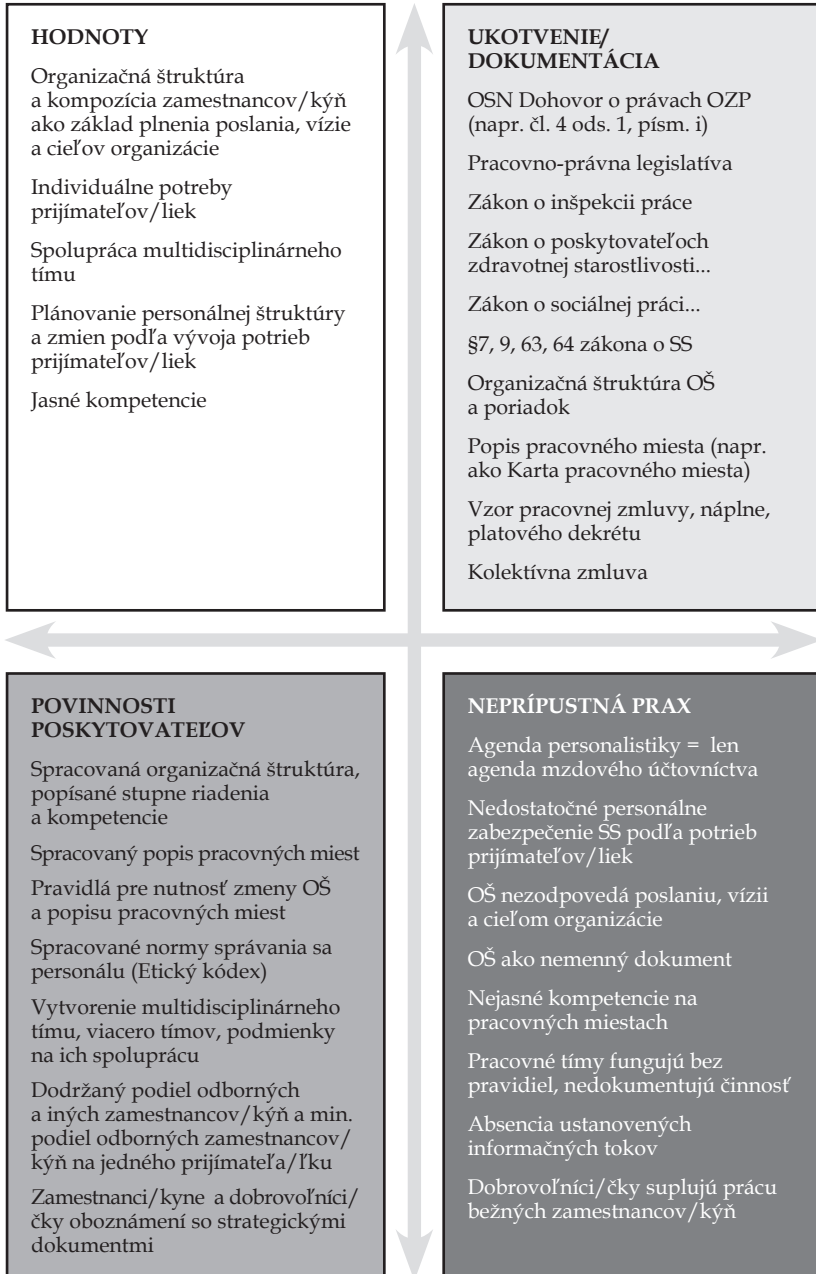 HODNOTY
Organizačná štruktúra
a kompozícia zamestnancov/kýň
ako základ plnenia poslania, vízie
a cieľov organizácie
Individuálne potreby
prijímateľov/liek
Spolupráca multidisciplinárneho
tímu
Plánovanie personálnej štruktúry
a zmien podľa vývoja potrieb
prijímateľov/liek
Jasné kompetencie
UKOTVENIE/
DOKUMENTÁCIA
OSN Dohovor o právach OZP
(napr. čl. 4 ods. 1, písm. i)
Pracovno-právna legislatíva
Zákon o inšpekcii práce
Zákon o poskytovateľoch
zdravotnej starostlivosti...
Zákon o sociálnej práci...
§7, 9, 63, 64 zákona o SS
Organizačná štruktúra OŠ
a poriadok
Popis pracovného miesta (napr.
ako Karta pracovného miesta)
Vzor pracovnej zmluvy, náplne,
platového dekrétu
Kolektívna zmluva
POVINNOSTI
POSKYTOVATEĽOV
Spracovaná organizačná štruktúra,
popísané stupne riadenia
a kompetencie
Spracovaný popis pracovných miest
Pravidlá pre nutnosť zmeny OŠ
a popisu pracovných miest
Spracované normy správania sa
personálu (Etický kódex)
Vytvorenie multidisciplinárneho
tímu, viacero tímov, podmienky
na ich spoluprácu
Dodržaný podiel odborných
a iných zamestnancov/kýň a min.
podiel odborných zamestnancov/
kýň na jedného prijímateľa/ľku
Zamestnanci/kyne a dobrovoľníci/
čky oboznámení so strategickými
dokumentmi
NEPRÍPUSTNÁ PRAX
Agenda personalistiky = len
agenda mzdového účtovníctva
Nedostatočné personálne
zabezpečenie SS podľa potrieb
prijímateľov/liek
OŠ nezodpovedá poslaniu, vízii
a cieľom organizácie
OŠ ako nemenný dokument
Nejasné kompetencie na
pracovných miestach
Pracovné tímy fungujú bez
pravidiel, nedokumentujú činnosť
Absencia ustanovených
informačných tokov
Dobrovoľníci/čky suplujú prácu
bežných zamestnancov/kýň